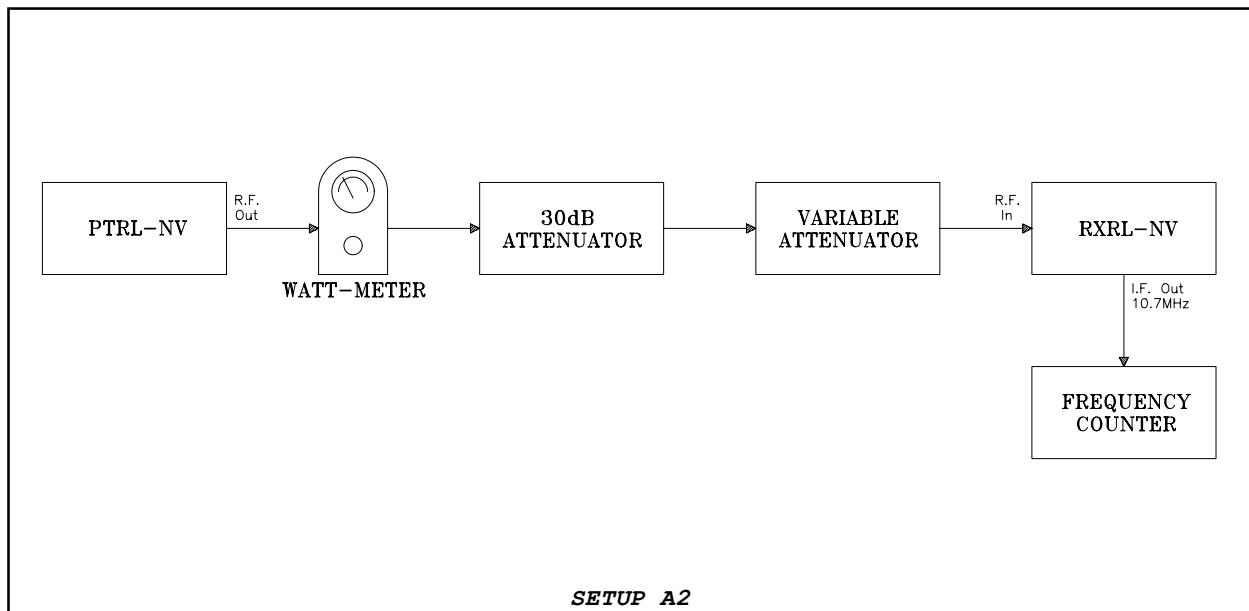 PTRL-NV
R.F.
Out
WATT-METER
30dB
ATTENUATOR
VARIABLE
ATTENUATOR
R.F.
In
RXRL-NV
I.F. Out
10.7MHz
FREQUENCY
COUNTER
SETUP A2